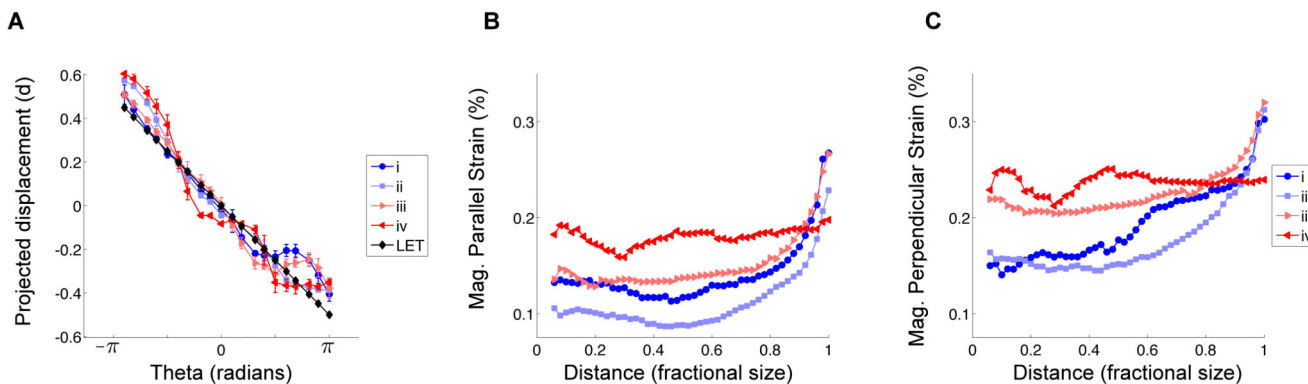 A
Projected displacement (d)
0.6
0.4
0.2
0
-0.2
-0.4
-0.6
−π
0
π
Theta (radians)
i
ii
iii
iv
LET
B
Mag. Parallel Strain (%)
0.3
0.2
0.1
0
0.2
0.4
0.6
0.8
1
Distance (fractional size)
C
Mag. Perpendicular Strain (%)
0.3
0.2
0.1
0
0.2
0.4
0.6
0.8
1
Distance (fractional size)
i
ii
iii
iv